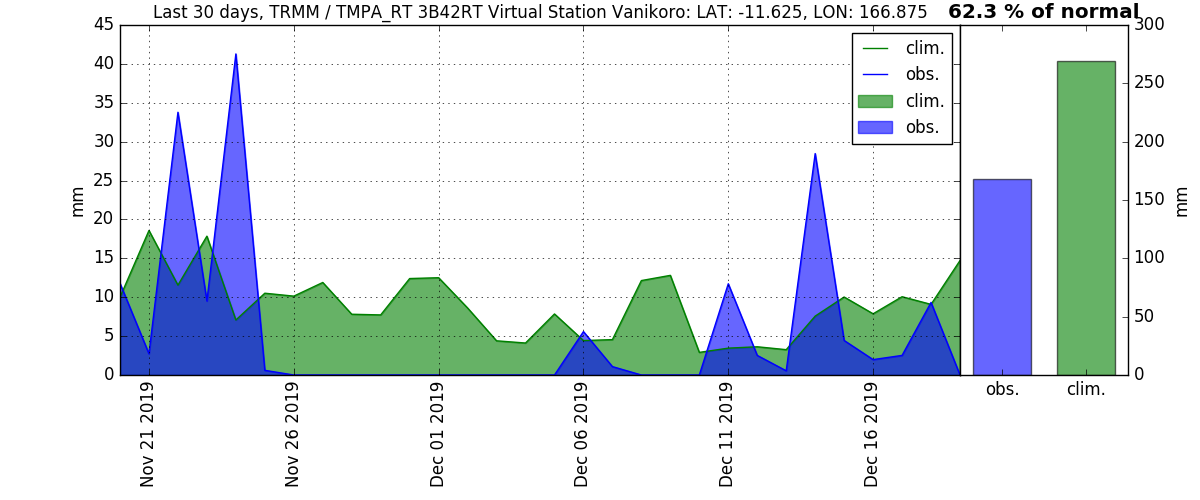 Last 30 days, TRMM / TMPA_RT 3B42RT Virtual Station Vanikoro: LAT: -11.625, LON: 166.875
62.3 % of normal
45
40
35
30
25
20
15
10
5
0
mm
clim.
obs.
clim.
obs.
Nov 21 2019
Nov 26 2019
Dec 01 2019
Dec 06 2019
Dec 11 2019
Dec 16 2019
300
250
200
150
100
50
0
mm
obs.
clim.